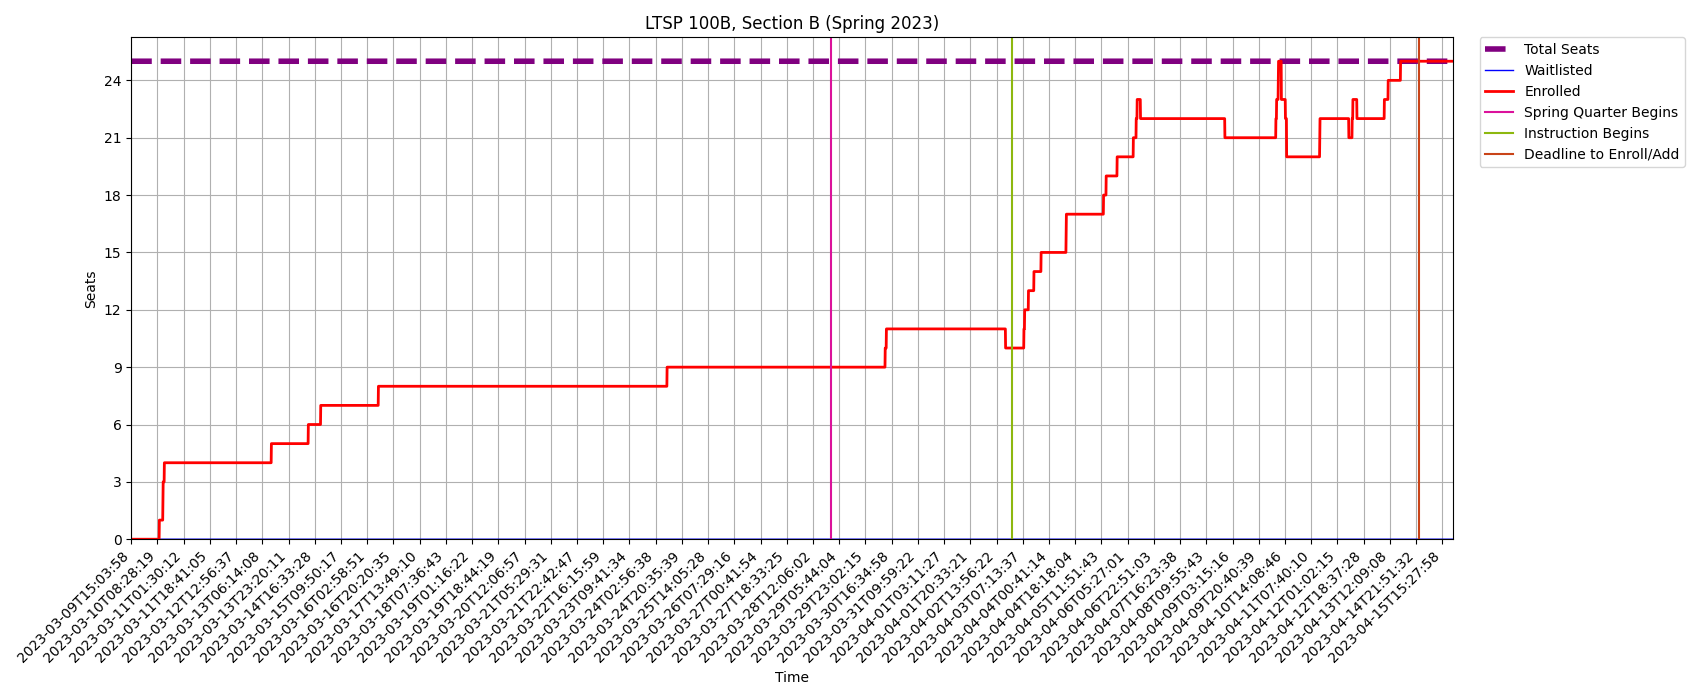 LTSP 100B, Section B (Spring 2023)
Total Seats
Waitlisted
Enrolled
Spring Quarter Begins
Instruction Begins
Deadline to Enroll/Add
Seats
24
21
18
15
12
9
6
3
0
2023-03-09T15:03:58
2023-03-10T08:28:19
2023-03-11T01:30:12
2023-03-11T18:41:05
2023-03-12T12:56:37
2023-03-13T06:14:08
2023-03-13T23:20:11
2023-03-14T16:33:28
2023-03-15T09:50:17
2023-03-16T02:58:51
2023-03-16T20:20:35
2023-03-17T13:49:10
2023-03-18T07:36:43
2023-03-19T01:16:22
2023-03-19T18:44:19
2023-03-20T12:06:57
2023-03-21T05:29:31
2023-03-21T22:42:47
2023-03-22T16:15:59
2023-03-23T09:41:34
2023-03-24T02:56:38
2023-03-24T20:35:39
2023-03-25T14:05:28
2023-03-26T07:29:16
2023-03-27T00:41:54
2023-03-27T18:33:25
2023-03-28T12:06:02
2023-03-29T05:44:04
2023-03-29T23:02:15
2023-03-30T16:34:58
2023-03-31T09:59:22
2023-04-01T03:11:27
2023-04-01T20:33:21
2023-04-02T13:56:22
2023-04-03T07:13:37
2023-04-04T00:41:14
2023-04-04T18:18:04
2023-04-05T11:51:43
2023-04-06T05:27:01
2023-04-06T22:51:03
2023-04-07T16:23:38
2023-04-08T09:55:43
2023-04-09T03:15:16
2023-04-09T20:40:39
2023-04-10T14:08:46
2023-04-11T07:40:10
2023-04-12T01:02:15
2023-04-12T18:37:28
2023-04-13T12:09:08
2023-04-14T21:51:32
2023-04-15T15:27:58
Time